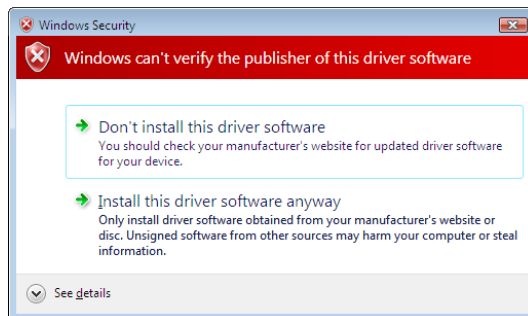 Windows Security
Windows can't verify the publisher of this driver software
Don't install this driver software
You should check your manufacturer's website for updated driver software
for your device.
Install this driver software anyway
Only install driver software obtained from your manufacturer's website or
disc. Unsigned software from other sources may harm your computer or steal
information.
See details